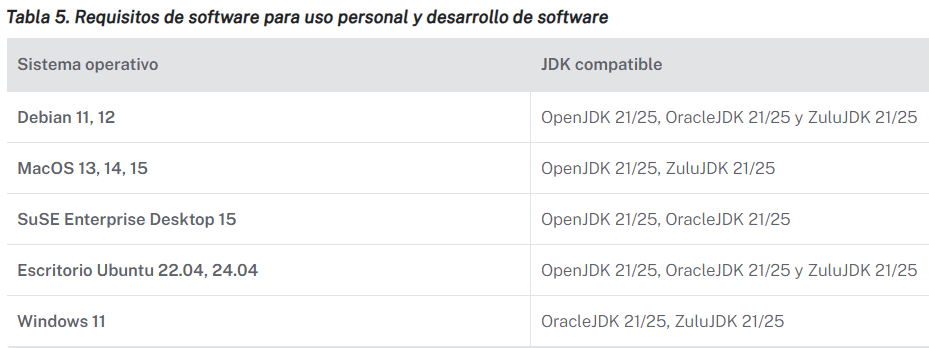 Tabla 5. Requisitos de software para uso personal y desarrollo de software
Sistema operativo JDK compatible
Debian 11, 12 OpenJDK 21/25, OracleJDK 21/25 y ZuluJDK 21/25
MacOS 13, 14, 15 OpenJDK 21/25, ZuluJDK 21/25
SuSE Enterprise Desktop 15 OpenJDK 21/25, OracleJDK 21/25
Escritorio Ubuntu 22.04, 24.04 OpenJDK 21/25, OracleJDK 21/25 y ZuluJDK 21/25
Windows 11 OracleJDK 21/25, ZuluJDK 21/25